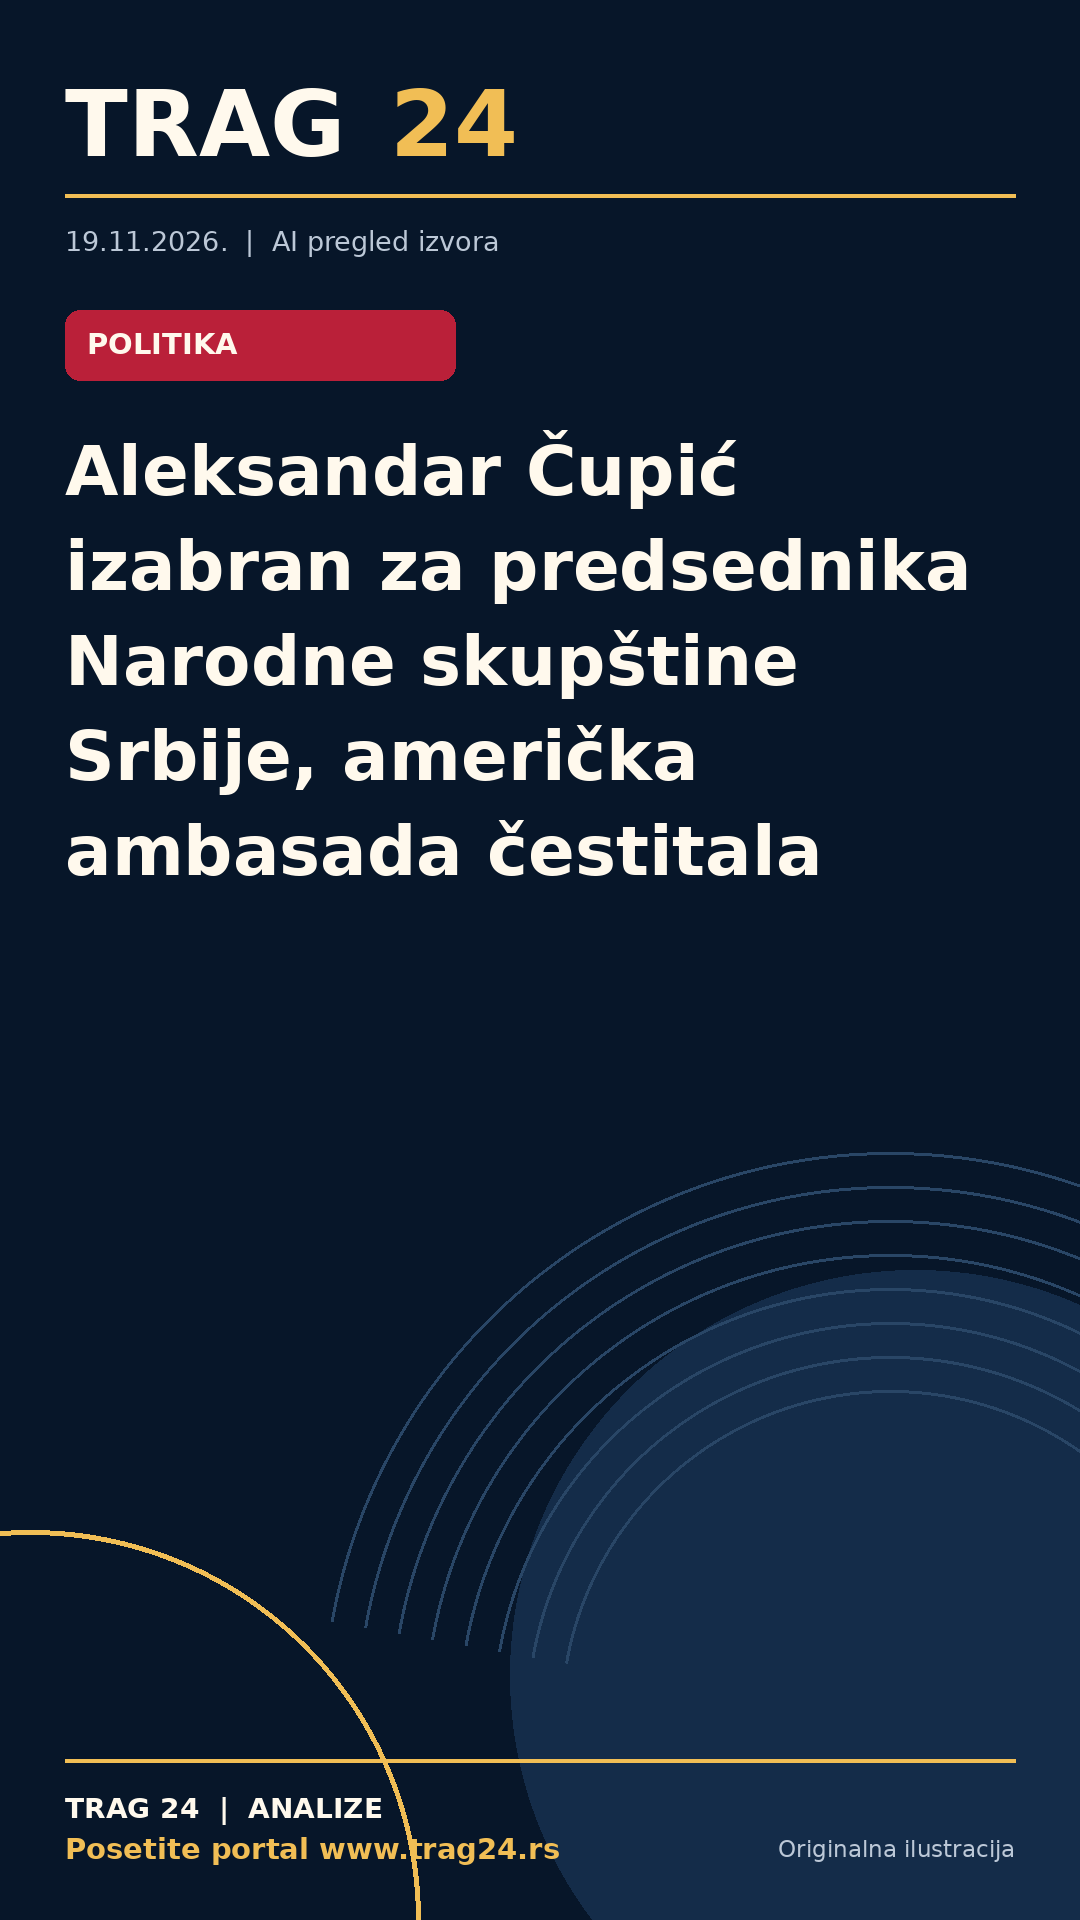 TRAG 24
19.11.2026. | AI pregled izvora
POLITIKA
Aleksandar Čupić
izabran za predsednika
Narodne skupštine
Srbije, američka
ambasada čestitala
TRAG 24 | ANALIZE
Posetite portal www.trag24.rs
Originalna ilustracija